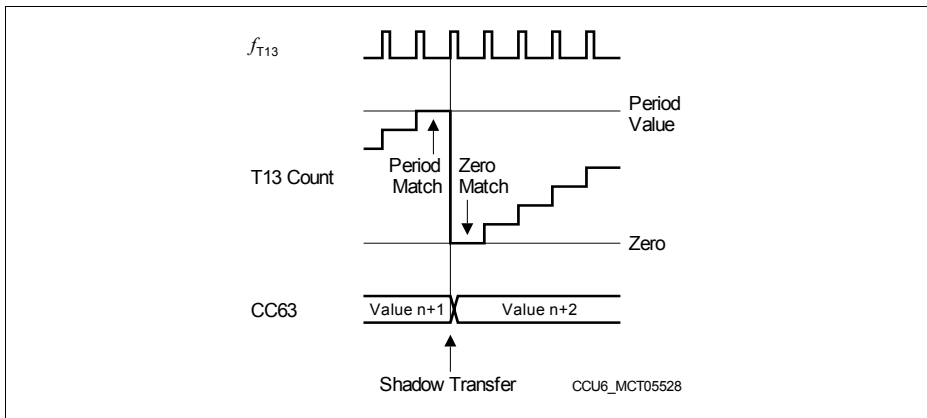 fT13
Period
Value
Period
Match
Zero
Match
T13 Count
Zero
CC63
Value n+1
Value n+2
Shadow Transfer
CCU6_MCT05528